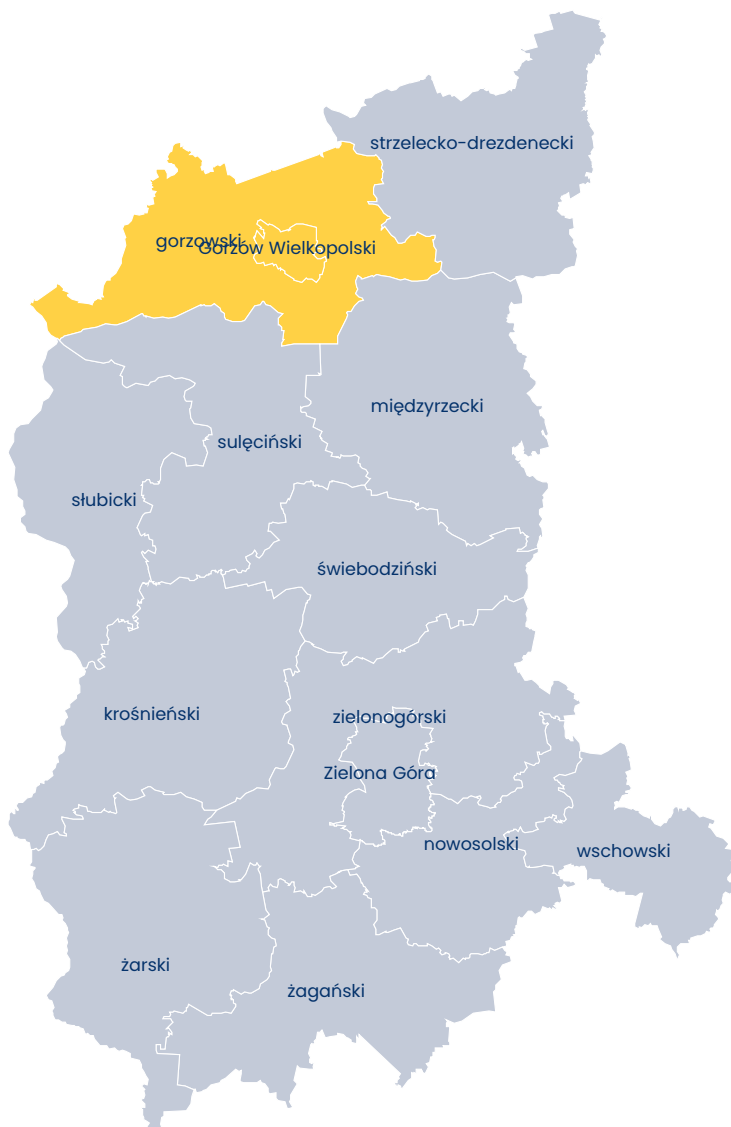 strzelecko-drezdenecki
gorzowski
Gorzów Wielkopolski
międzyrzecki
sulęciński
słubicki
świebodziński
krośnieński
zielonogórski
Zielona Góra
nowosolski
wschowski
żarski
żagański